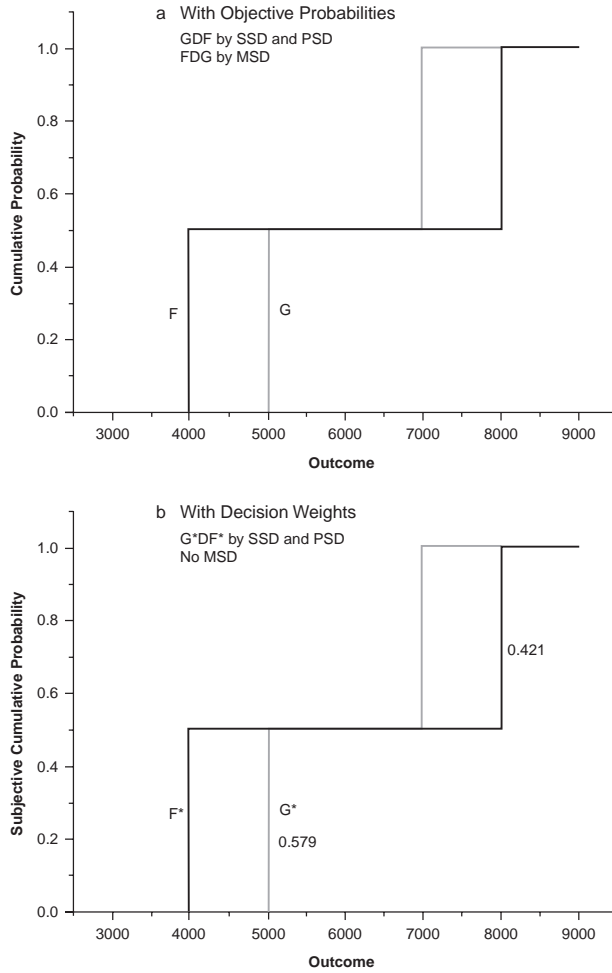 a With Objective Probabilities
GDF by SSD and PSD
FDG by MSD
1.0
0.8
0.6
0.4
0.2
0.0
Cumulative Probability
F
G
3000 4000 5000 6000 7000 8000 9000
Outcome
b With Decision Weights
G*DF* by SSD and PSD
No MSD
1.0
0.8
0.6
0.4
0.2
0.0
Subjective Cumulative Probability
0.421
F*
G*
0.579
3000 4000 5000 6000 7000 8000 9000
Outcome